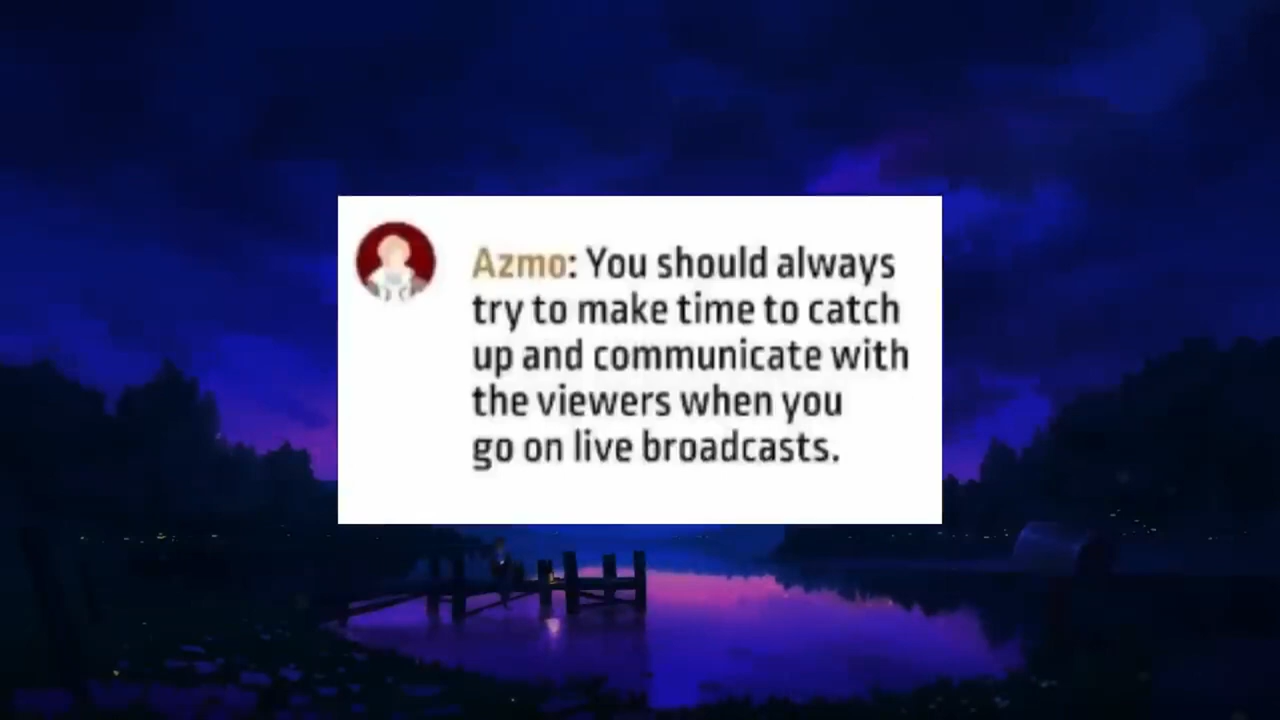 Azmo: You should always
try to make time to catch
up and communicate with
the viewers when you
go on live broadcasts.